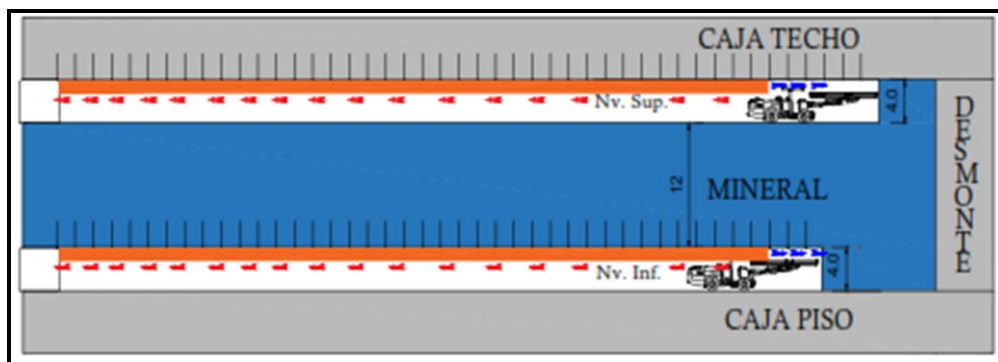 CAJA TECHO
Nv. Sup.
4.0
DESMONTE
12
MINERAL
Nv. Inf.
4.0
CAJA PISO